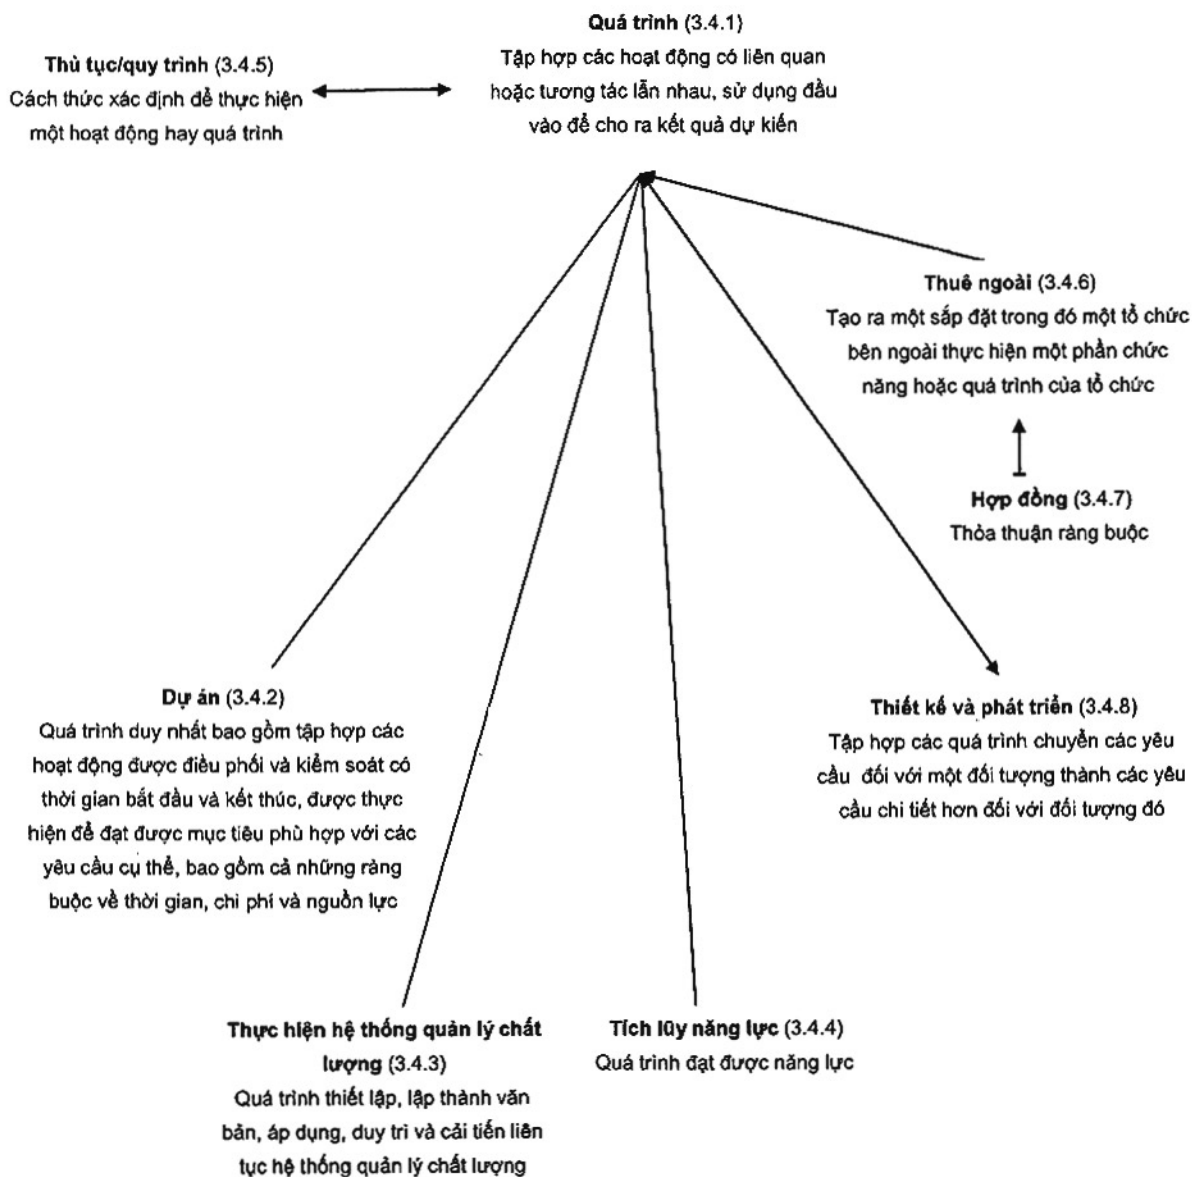 Quá trình (3.4.1)
Tập hợp các hoạt động có liên quan
hoặc tương tác lẫn nhau, sử dụng đầu
vào để cho ra kết quả dự kiến
Thủ tục/quy trình (3.4.5)
Cách thức xác định để thực hiện
một hoạt động hay quá trình
Thuê ngoài (3.4.6)
Tạo ra một sắp đặt trong đó một tổ chức
bên ngoài thực hiện một phần chức
năng hoặc quá trình của tổ chức
Hợp đồng (3.4.7)
Thỏa thuận ràng buộc
Dự án (3.4.2)
Quá trình duy nhất bao gồm tập hợp các
hoạt động được điều phối và kiểm soát có
thời gian bắt đầu và kết thúc, được thực
hiện để đạt được mục tiêu phù hợp với các
yêu cầu cụ thể, bao gồm cả những ràng
buộc về thời gian, chi phí và nguồn lực
Thiết kế và phát triển (3.4.8)
Tập hợp các quá trình chuyển các yêu
cầu đối với một đối tượng thành các yêu
cầu chi tiết hơn đối với đối tượng đó
Thực hiện hệ thống quản lý chất
lượng (3.4.3)
Quá trình thiết lập, lập thành văn
bản, áp dụng, duy trì và cải tiến liên
tục hệ thống quản lý chất lượng
Tích lũy năng lực (3.4.4)
Quá trình đạt được năng lực